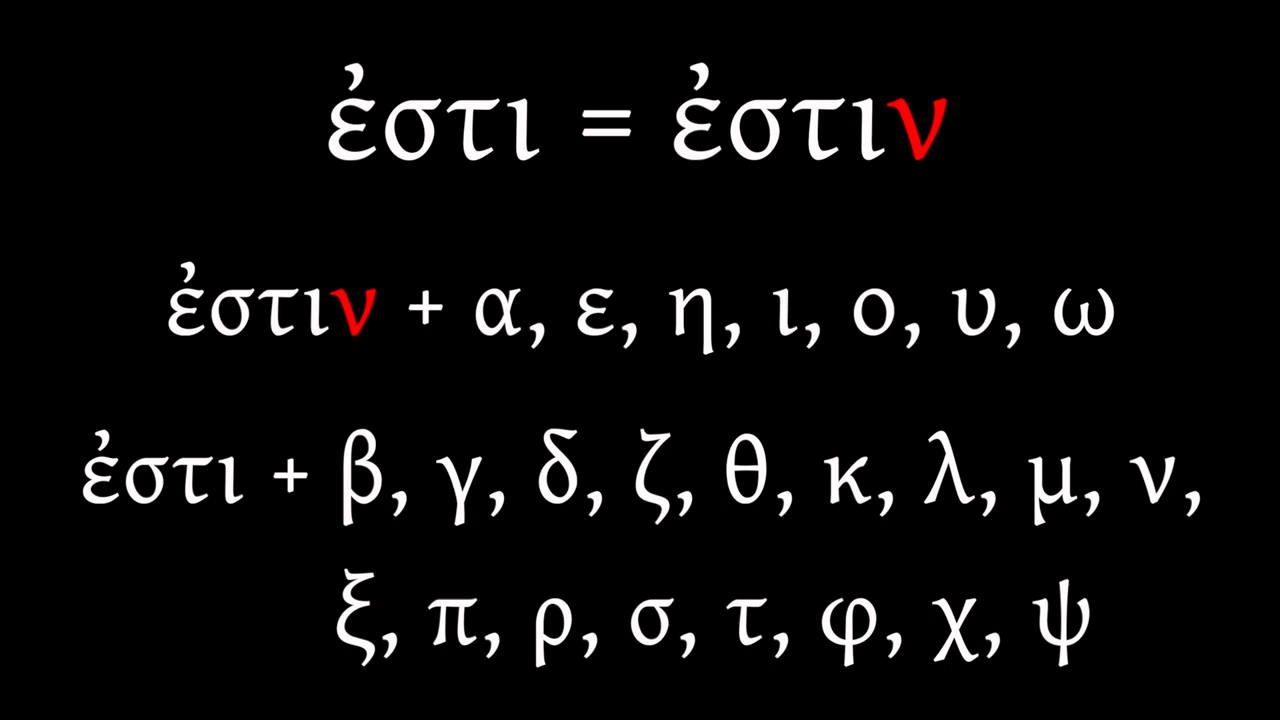 ἐστι = ἐστιν
ἐστιν + α, ε, η, ι, ο, υ, ω
ἐστι + β, γ, δ, ζ, θ, κ, λ, μ, ν,
ξ, π, ρ, σ, τ, φ, χ, ψ